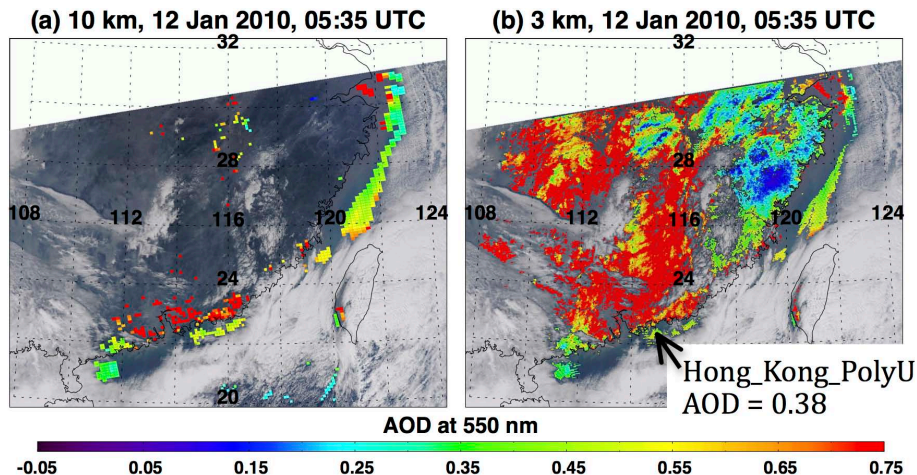 (a) 10 km, 12 Jan 2010, 05:35 UTC
(b) 3 km, 12 Jan 2010, 05:35 UTC
32
28
108
112
116
120
124
24
20
32
28
108
112
116
120
124
24
Hong_Kong_PolyU
AOD = 0.38
AOD at 550 nm
-0.05 0.05 0.15 0.25 0.35 0.45 0.55 0.65 0.75